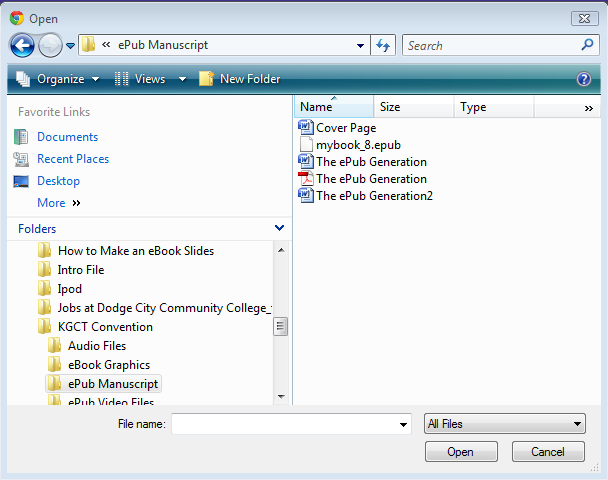 Open
« ePub Manuscript
Search
Organize Views New Folder
Favorite Links
Documents
Recent Places
Desktop
More »
Folders
How to Make an eBook Slides
Intro File
Ipod
Jobs at Dodge City Community College_
KGCT Convention
Audio Files
eBook Graphics
ePub Manuscript
ePub Video Files
Name Size Type »
Cover Page
mybook_8.epub
The ePub Generation
The ePub Generation
The ePub Generation2
File name:
All Files
Open Cancel